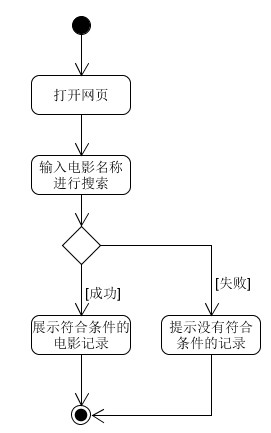 打开网页
输入电影名称
进行搜索
[成功]
[失败]
展示符合条件的
电影记录
提示没有符合
条件的记录